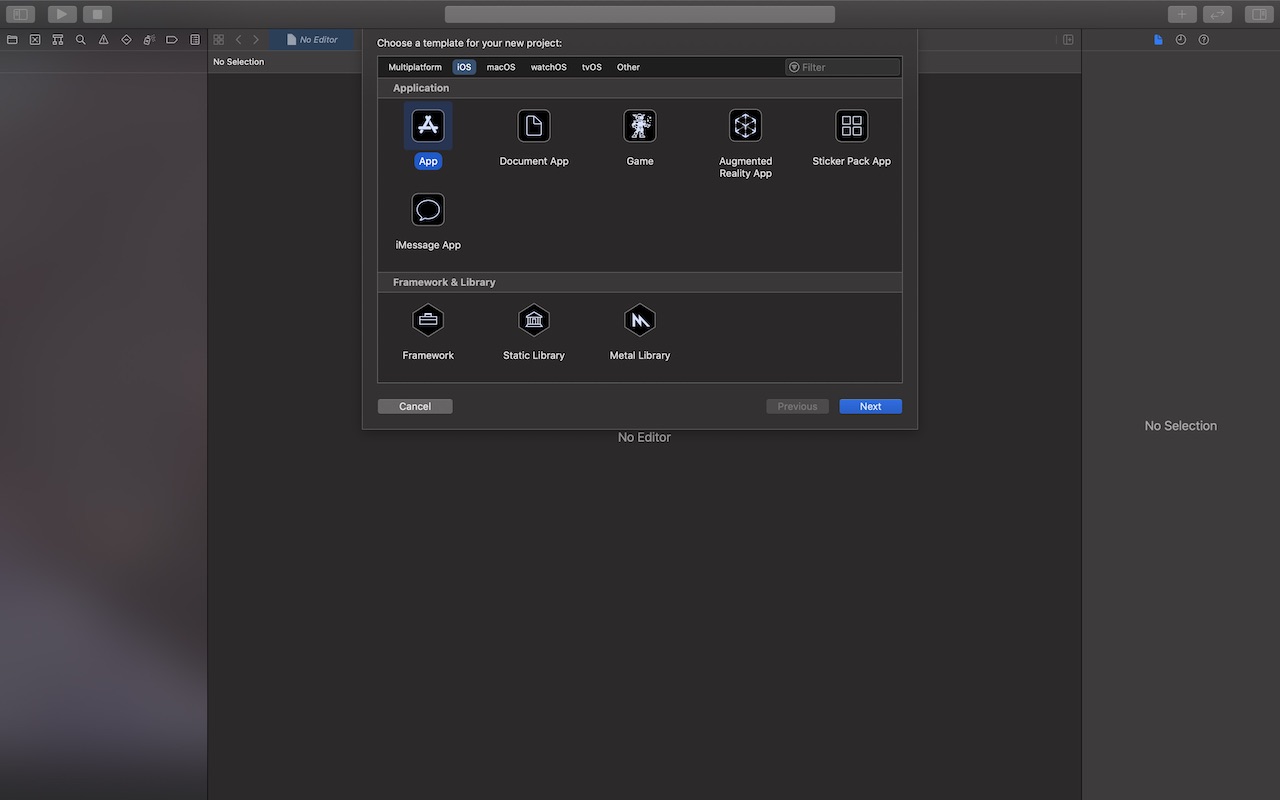 No Editor
No Selection
Choose a template for your new project:
Multiplatform iOS macOS watchOS tvOS Other Filter
Application
App Document App Game Augmented Reality App Sticker Pack App
iMessage App
Framework & Library
Framework Static Library Metal Library
Cancel Previous Next
No Editor
No Selection